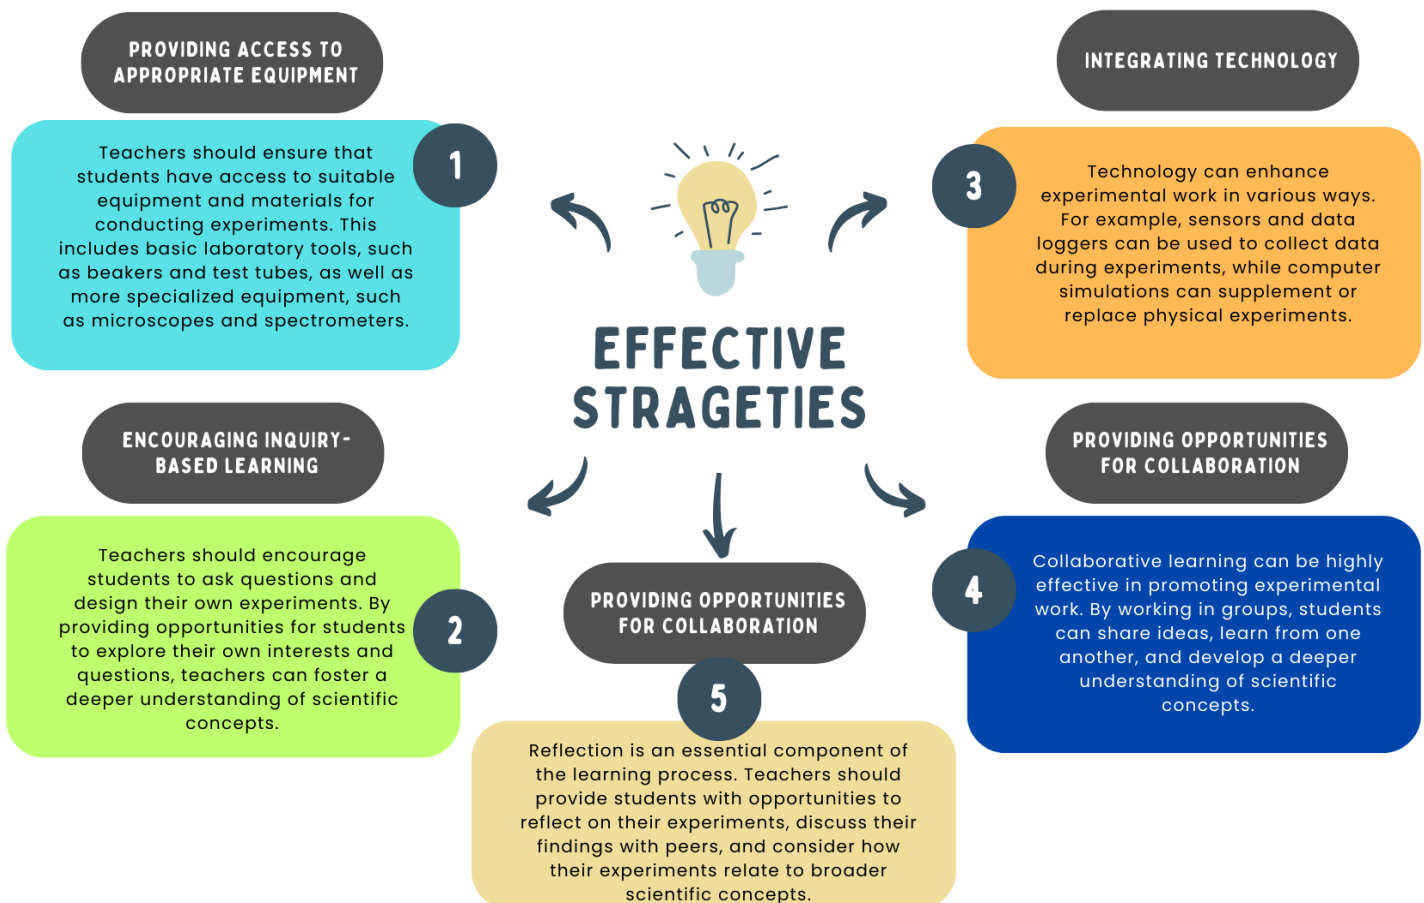 PROVIDING ACCESS TO
APPROPRIATE EQUIPMENT
1
Teachers should ensure that
students have access to suitable
equipment and materials for
conducting experiments. This
includes basic laboratory tools, such
as beakers and test tubes, as well as
more specialized equipment, such
as microscopes and spectrometers.
INTEGRATING TECHNOLOGY
3
Technology can enhance
experimental work in various ways.
For example, sensors and data
loggers can be used to collect data
during experiments, while computer
simulations can supplement or
replace physical experiments.
EFFECTIVE
STRAGETIES
ENCOURAGING INQUIRY-
BASED LEARNING
2
Teachers should encourage
students to ask questions and
design their own experiments. By
providing opportunities for students
to explore their own interests and
questions, teachers can foster a
deeper understanding of scientific
concepts.
PROVIDING OPPORTUNITIES
FOR COLLABORATION
4
Collaborative learning can be highly
effective in promoting experimental
work. By working in groups, students
can share ideas, learn from one
another, and develop a deeper
understanding of scientific
concepts.
PROVIDING OPPORTUNITIES
FOR COLLABORATION
5
Reflection is an essential component of
the learning process. Teachers should
provide students with opportunities to
reflect on their experiments, discuss their
findings with peers, and consider how
their experiments relate to broader
scientific concepts.